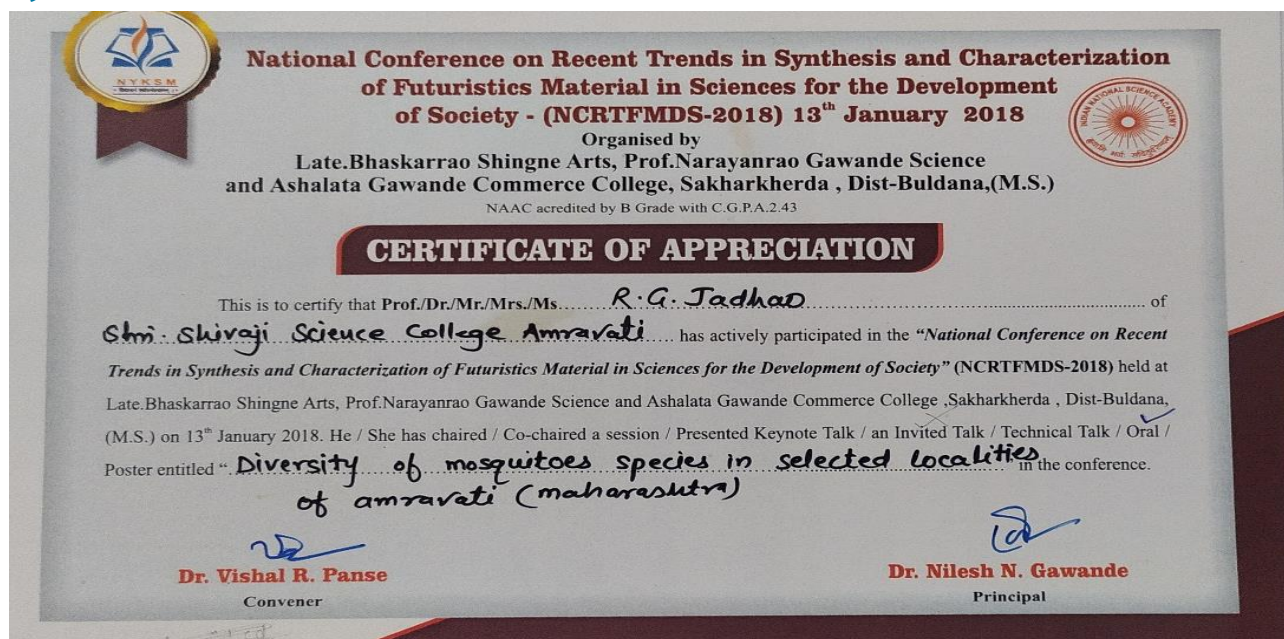 NYKSM
National Conference on Recent Trends in Synthesis and Characterization
of Futuristics Material in Sciences for the Development
of Society - (NCRTFMDS-2018) 13th January 2018
INDIAN NATIONAL SCIENCE ACADEMY
Organised by
Late.Bhaskarrao Shingne Arts, Prof.Narayanrao Gawande Science
and Ashalata Gawande Commerce College, Sakharkherda , Dist-Buldana,(M.S.)
NAAC acredited by B Grade with C.G.P.A.2.43
CERTIFICATE OF APPRECIATION
This is to certify that Prof./Dr./Mr./Mrs./Ms. R.G. Jadhao of
Shri. Shivaji Science College Amravati has actively participated in the "National Conference on Recent
Trends in Synthesis and Characterization of Futuristics Material in Sciences for the Development of Society" (NCRTFMDS-2018) held at
Late.Bhaskarrao Shingne Arts, Prof.Narayanrao Gawande Science and Ashalata Gawande Commerce College ,Sakharkherda , Dist-Buldana,
(M.S.) on 13th January 2018. He / She has chaired / Co-chaired a session / Presented Keynote Talk / an Invited Talk / Technical Talk / Oral /
Poster entitled " Diversity of mosquitoes species in selected localities in the conference.
of amravati (maharashtra)
Dr. Vishal R. Panse
Convener
Dr. Nilesh N. Gawande
Principal